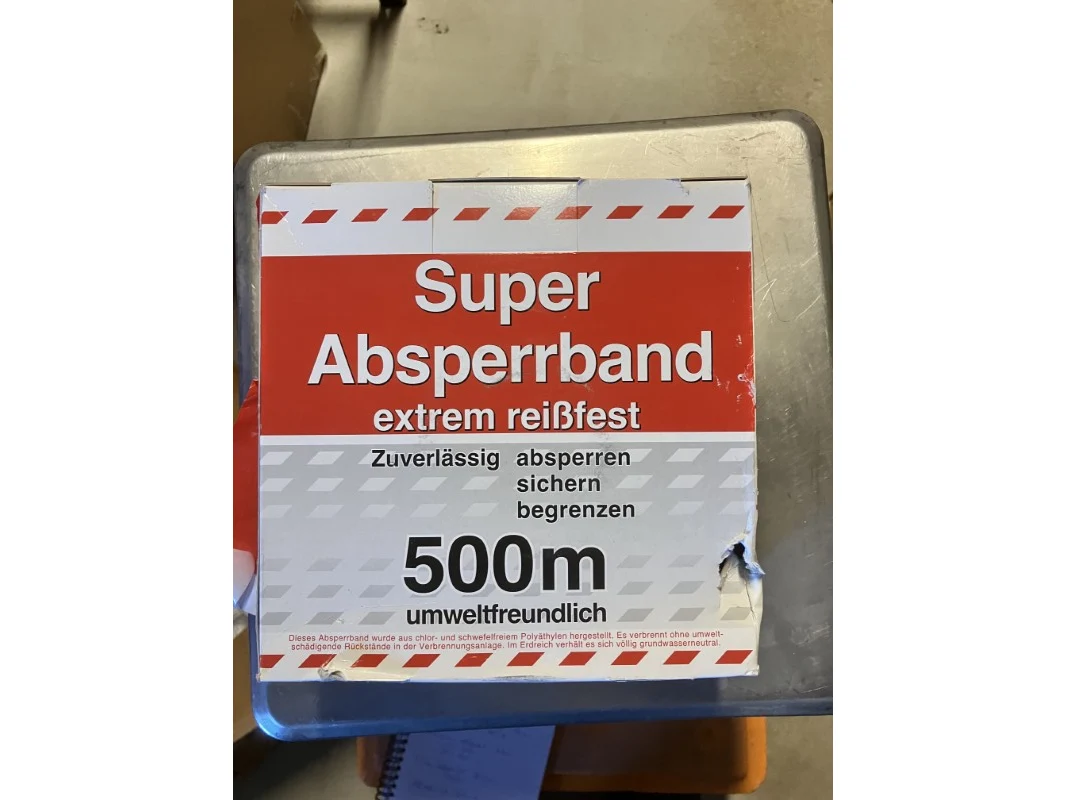 Super
Absperrband
extrem reißfest
Zuverlässig absperren
sichern
begrenzen
500m
umweltfreundlich
Dieses Absperrband wurde aus chlor- und schwefelfreiem Polyäthylen hergestellt. Es verbrennt ohne umwelt-
schädigende Rückstände in der Verbrennungsanlage. Im Erdreich verhält es sich völlig grundwasserneutral.